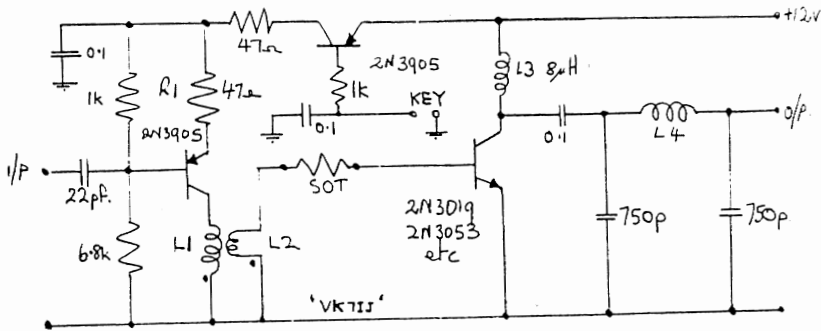 +12V
47Ω
2N3905
L3 8µH
0.1
1k
R1
47Ω
1k
KEY
0.1
0.1
L4
O/P
2N3905
I/P
22pf.
SOT
2N3019
2N3053
etc
750p
750p
6.8k
L1
L2
'VK7JJ'